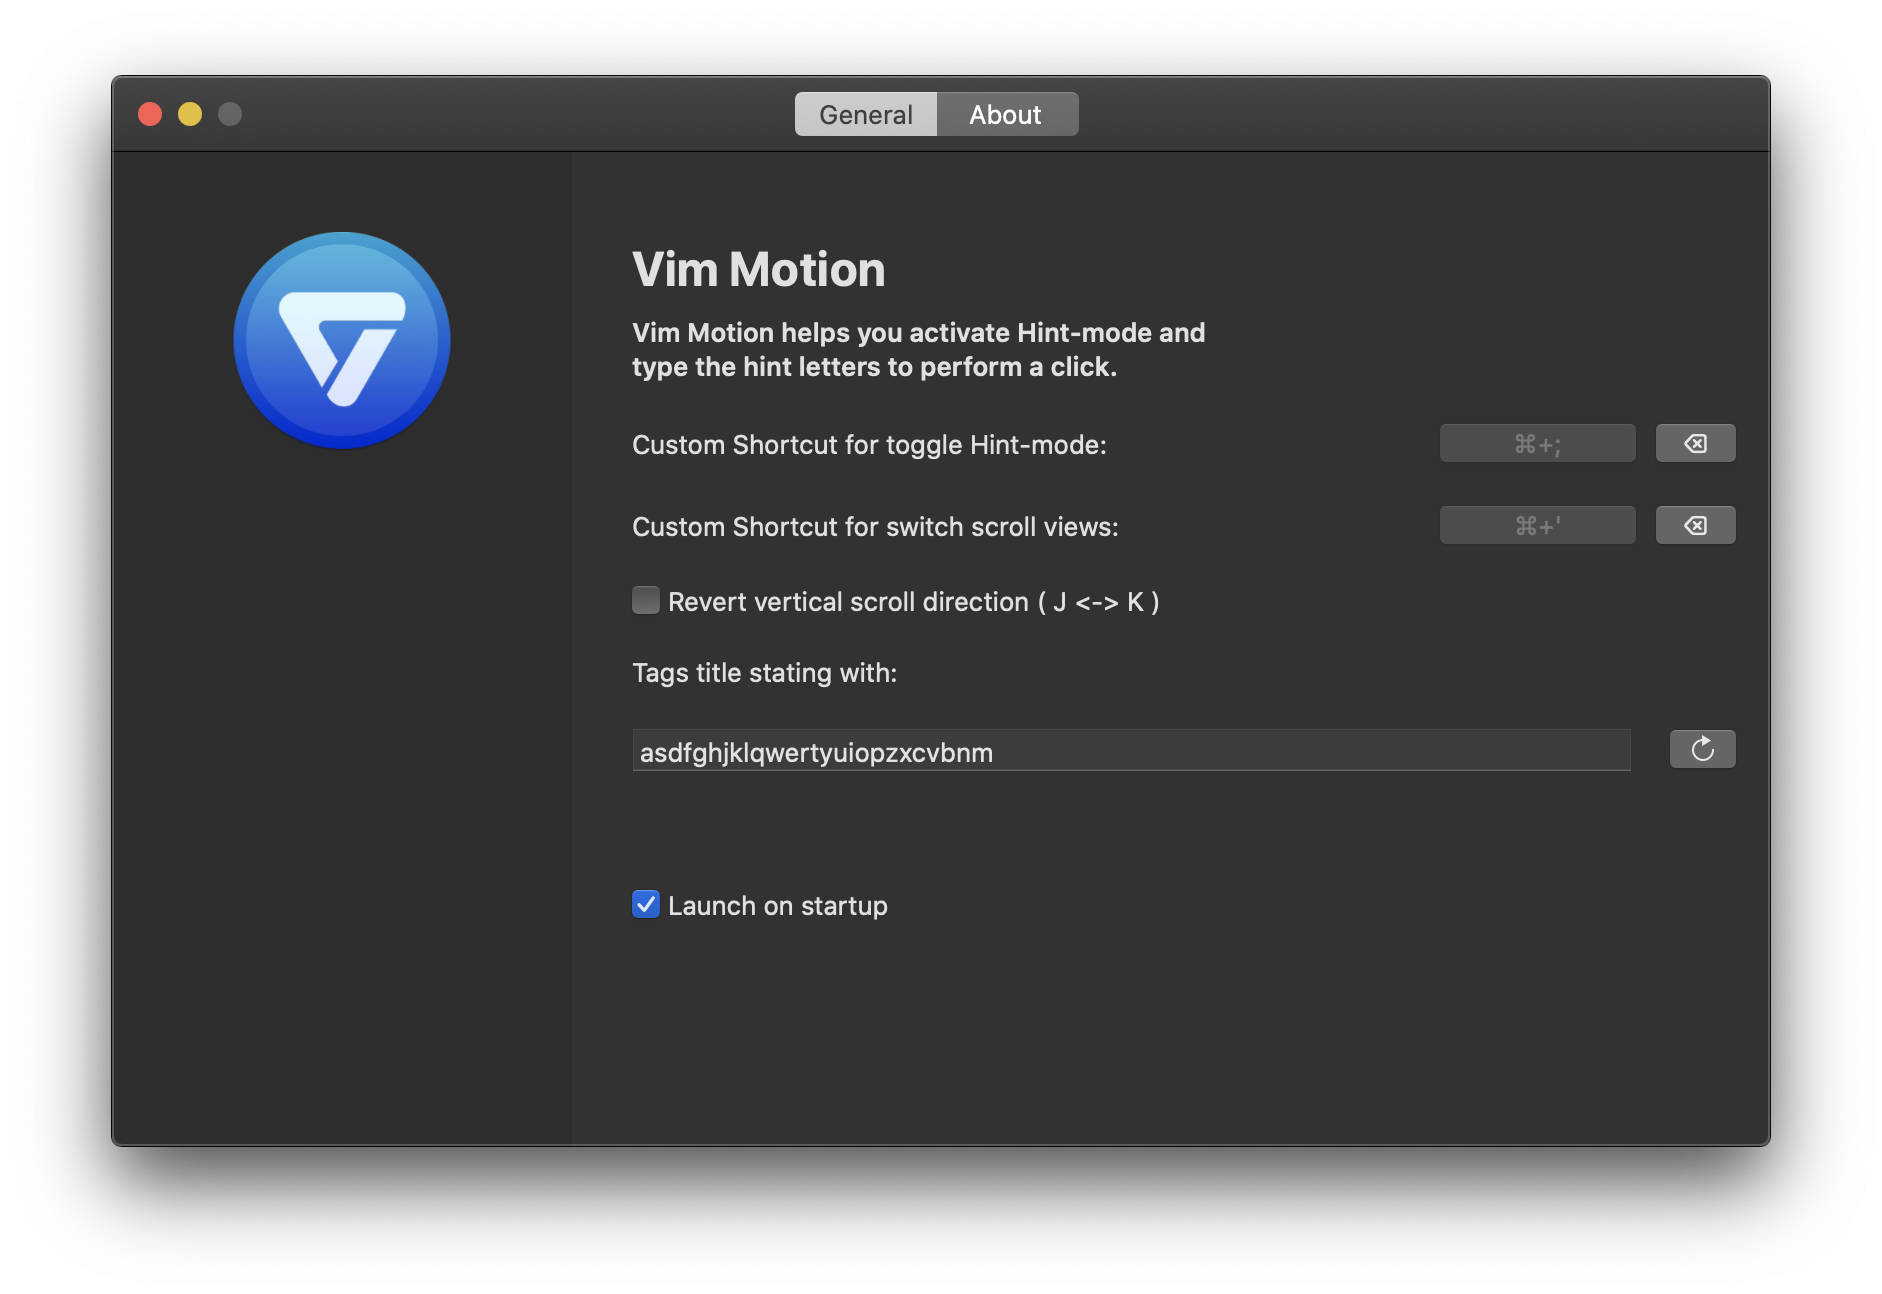 General About
Vim Motion
Vim Motion helps you activate Hint-mode and
type the hint letters to perform a click.
Custom Shortcut for toggle Hint-mode: ⌘+;
Custom Shortcut for switch scroll views: ⌘+'
Revert vertical scroll direction ( J <-> K )
Tags title stating with:
asdfghjklqwertyuiopzxcvbnm
Launch on startup